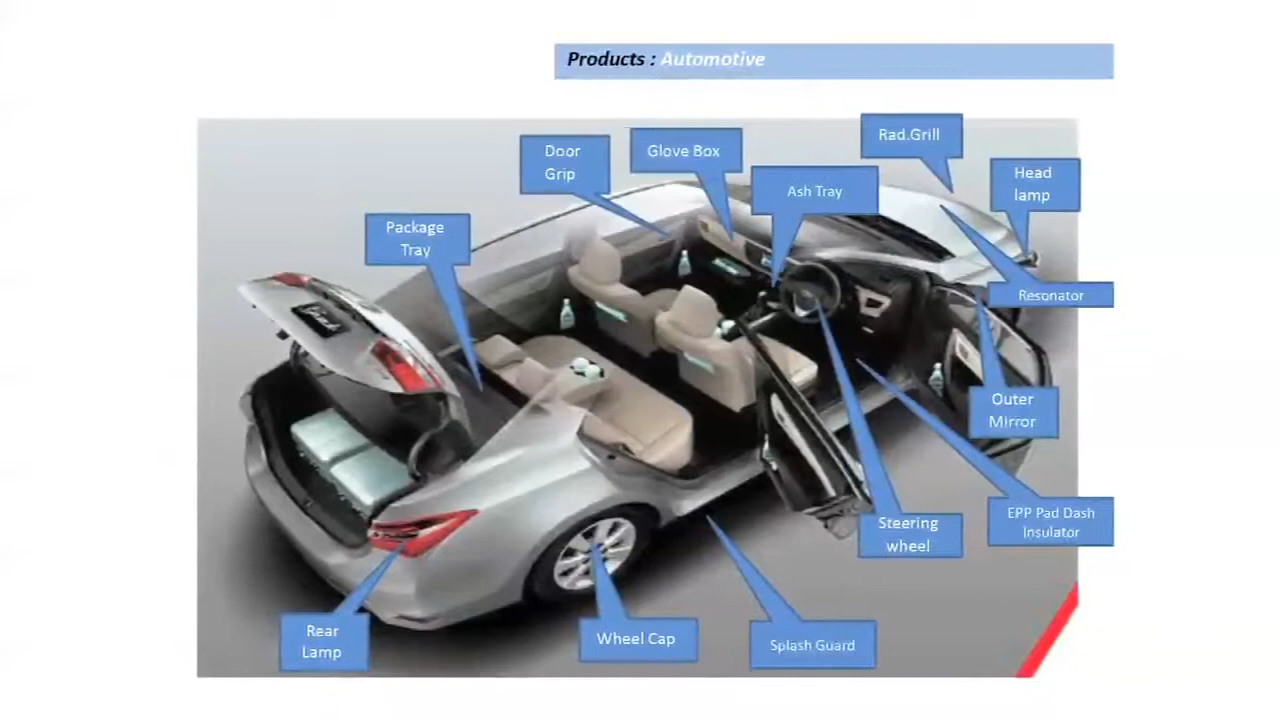 Products : Automotive
Rad.Grill
Door
Grip
Glove Box
Head
lamp
Ash Tray
Package
Tray
Resonator
Outer
Mirror
EPP Pad Dash
Insulator
Steering
wheel
Rear
Lamp
Wheel Cap
Splash Guard